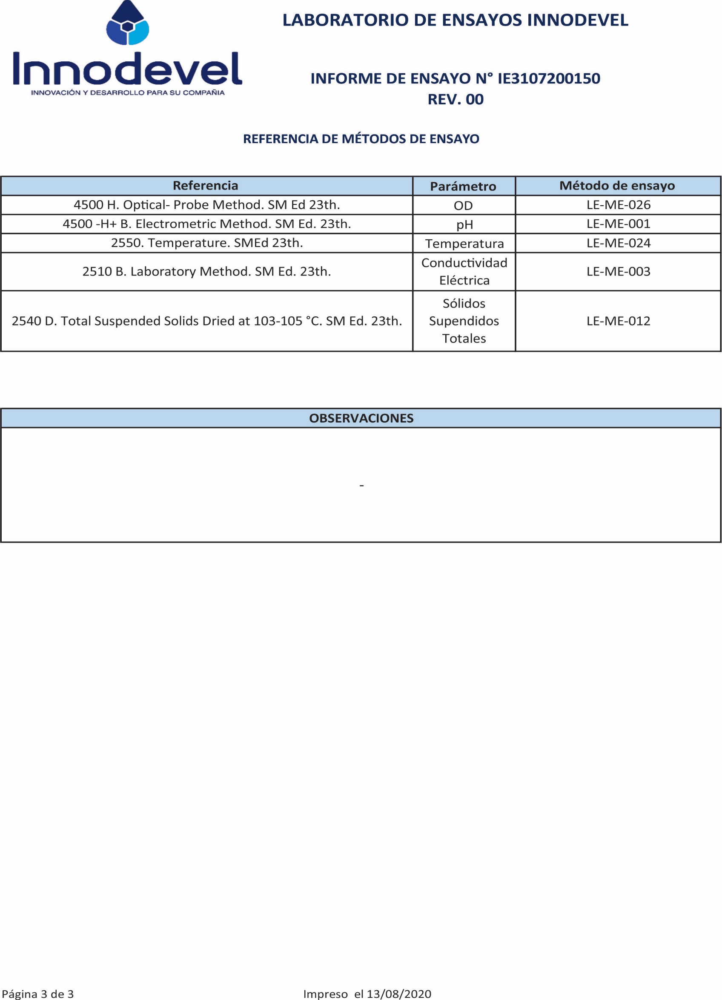 Innodevel
INNOVACIÓN Y DESARROLLO PARA SU COMPAÑIA
LABORATORIO DE ENSAYOS INNODEVEL
INFORME DE ENSAYO N° IE3107200150
REV. 00
REFERENCIA DE MÉTODOS DE ENSAYO
Referencia Parámetro Método de ensayo
4500 H. Optical- Probe Method. SM Ed 23th. OD LE-ME-026
4500 -H+ B. Electrometric Method. SM Ed. 23th. pH LE-ME-001
2550. Temperature. SMEd 23th. Temperatura LE-ME-024
2510 B. Laboratory Method. SM Ed. 23th. Conductividad LE-ME-003
Eléctrica
2540 D. Total Suspended Solids Dried at 103-105 °C. SM Ed. 23th. Sólidos LE-ME-012
Supendidos
Totales
OBSERVACIONES
-
Página 3 de 3 Impreso el 13/08/2020